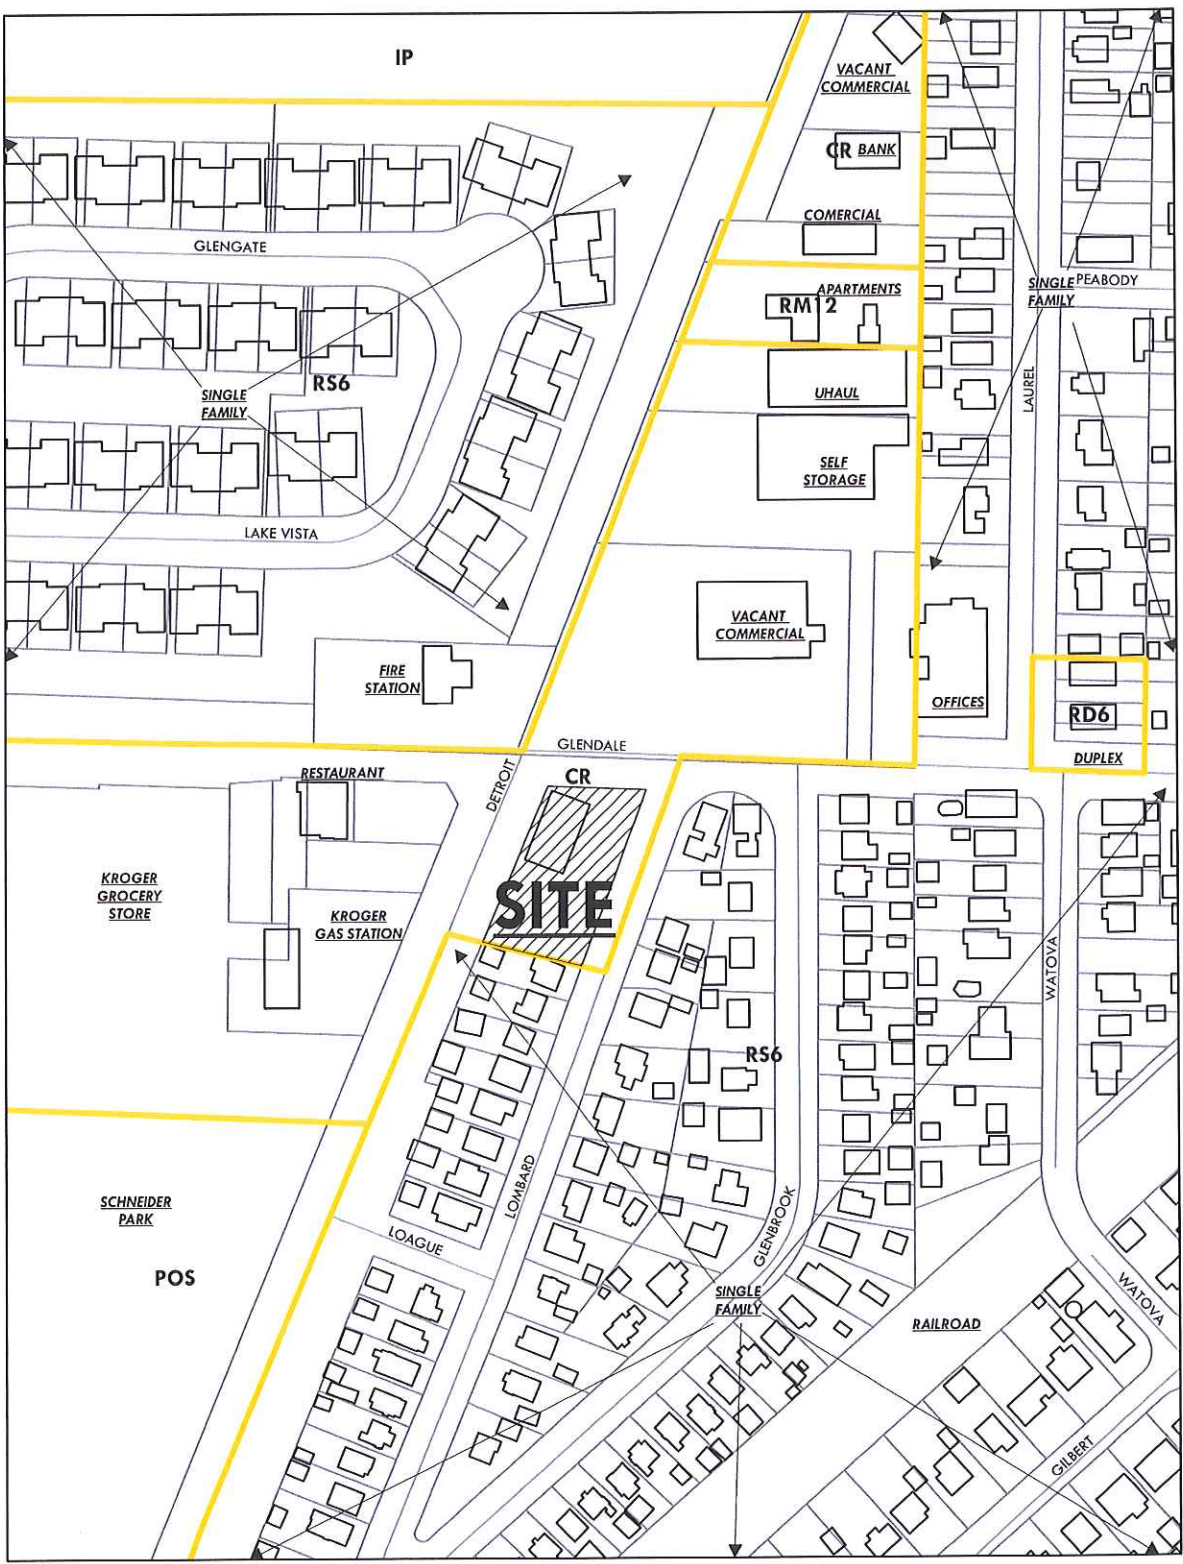 IP
VACANT
COMMERCIAL
CR BANK
COMERCIAL
GLENGATE
SINGLE
FAMILY
PEABODY
APARTMENTS
RM12
RS6
SINGLE
FAMILY
UHAUL
LAUREL
SELF
STORAGE
LAKE VISTA
VACANT
COMMERCIAL
FIRE
STATION
OFFICES
RD6
DUPLEX
GLENDALE
RESTAURANT
DETROIT
CR
KROGER
GROCERY
STORE
SITE
KROGER
GAS STATION
WATOVA
RS6
SCHNEIDER
PARK
LOMBARD
GLENBROOK
LOAGUE
POS
SINGLE
FAMILY
RAILROAD
WATOVA
GILBERT